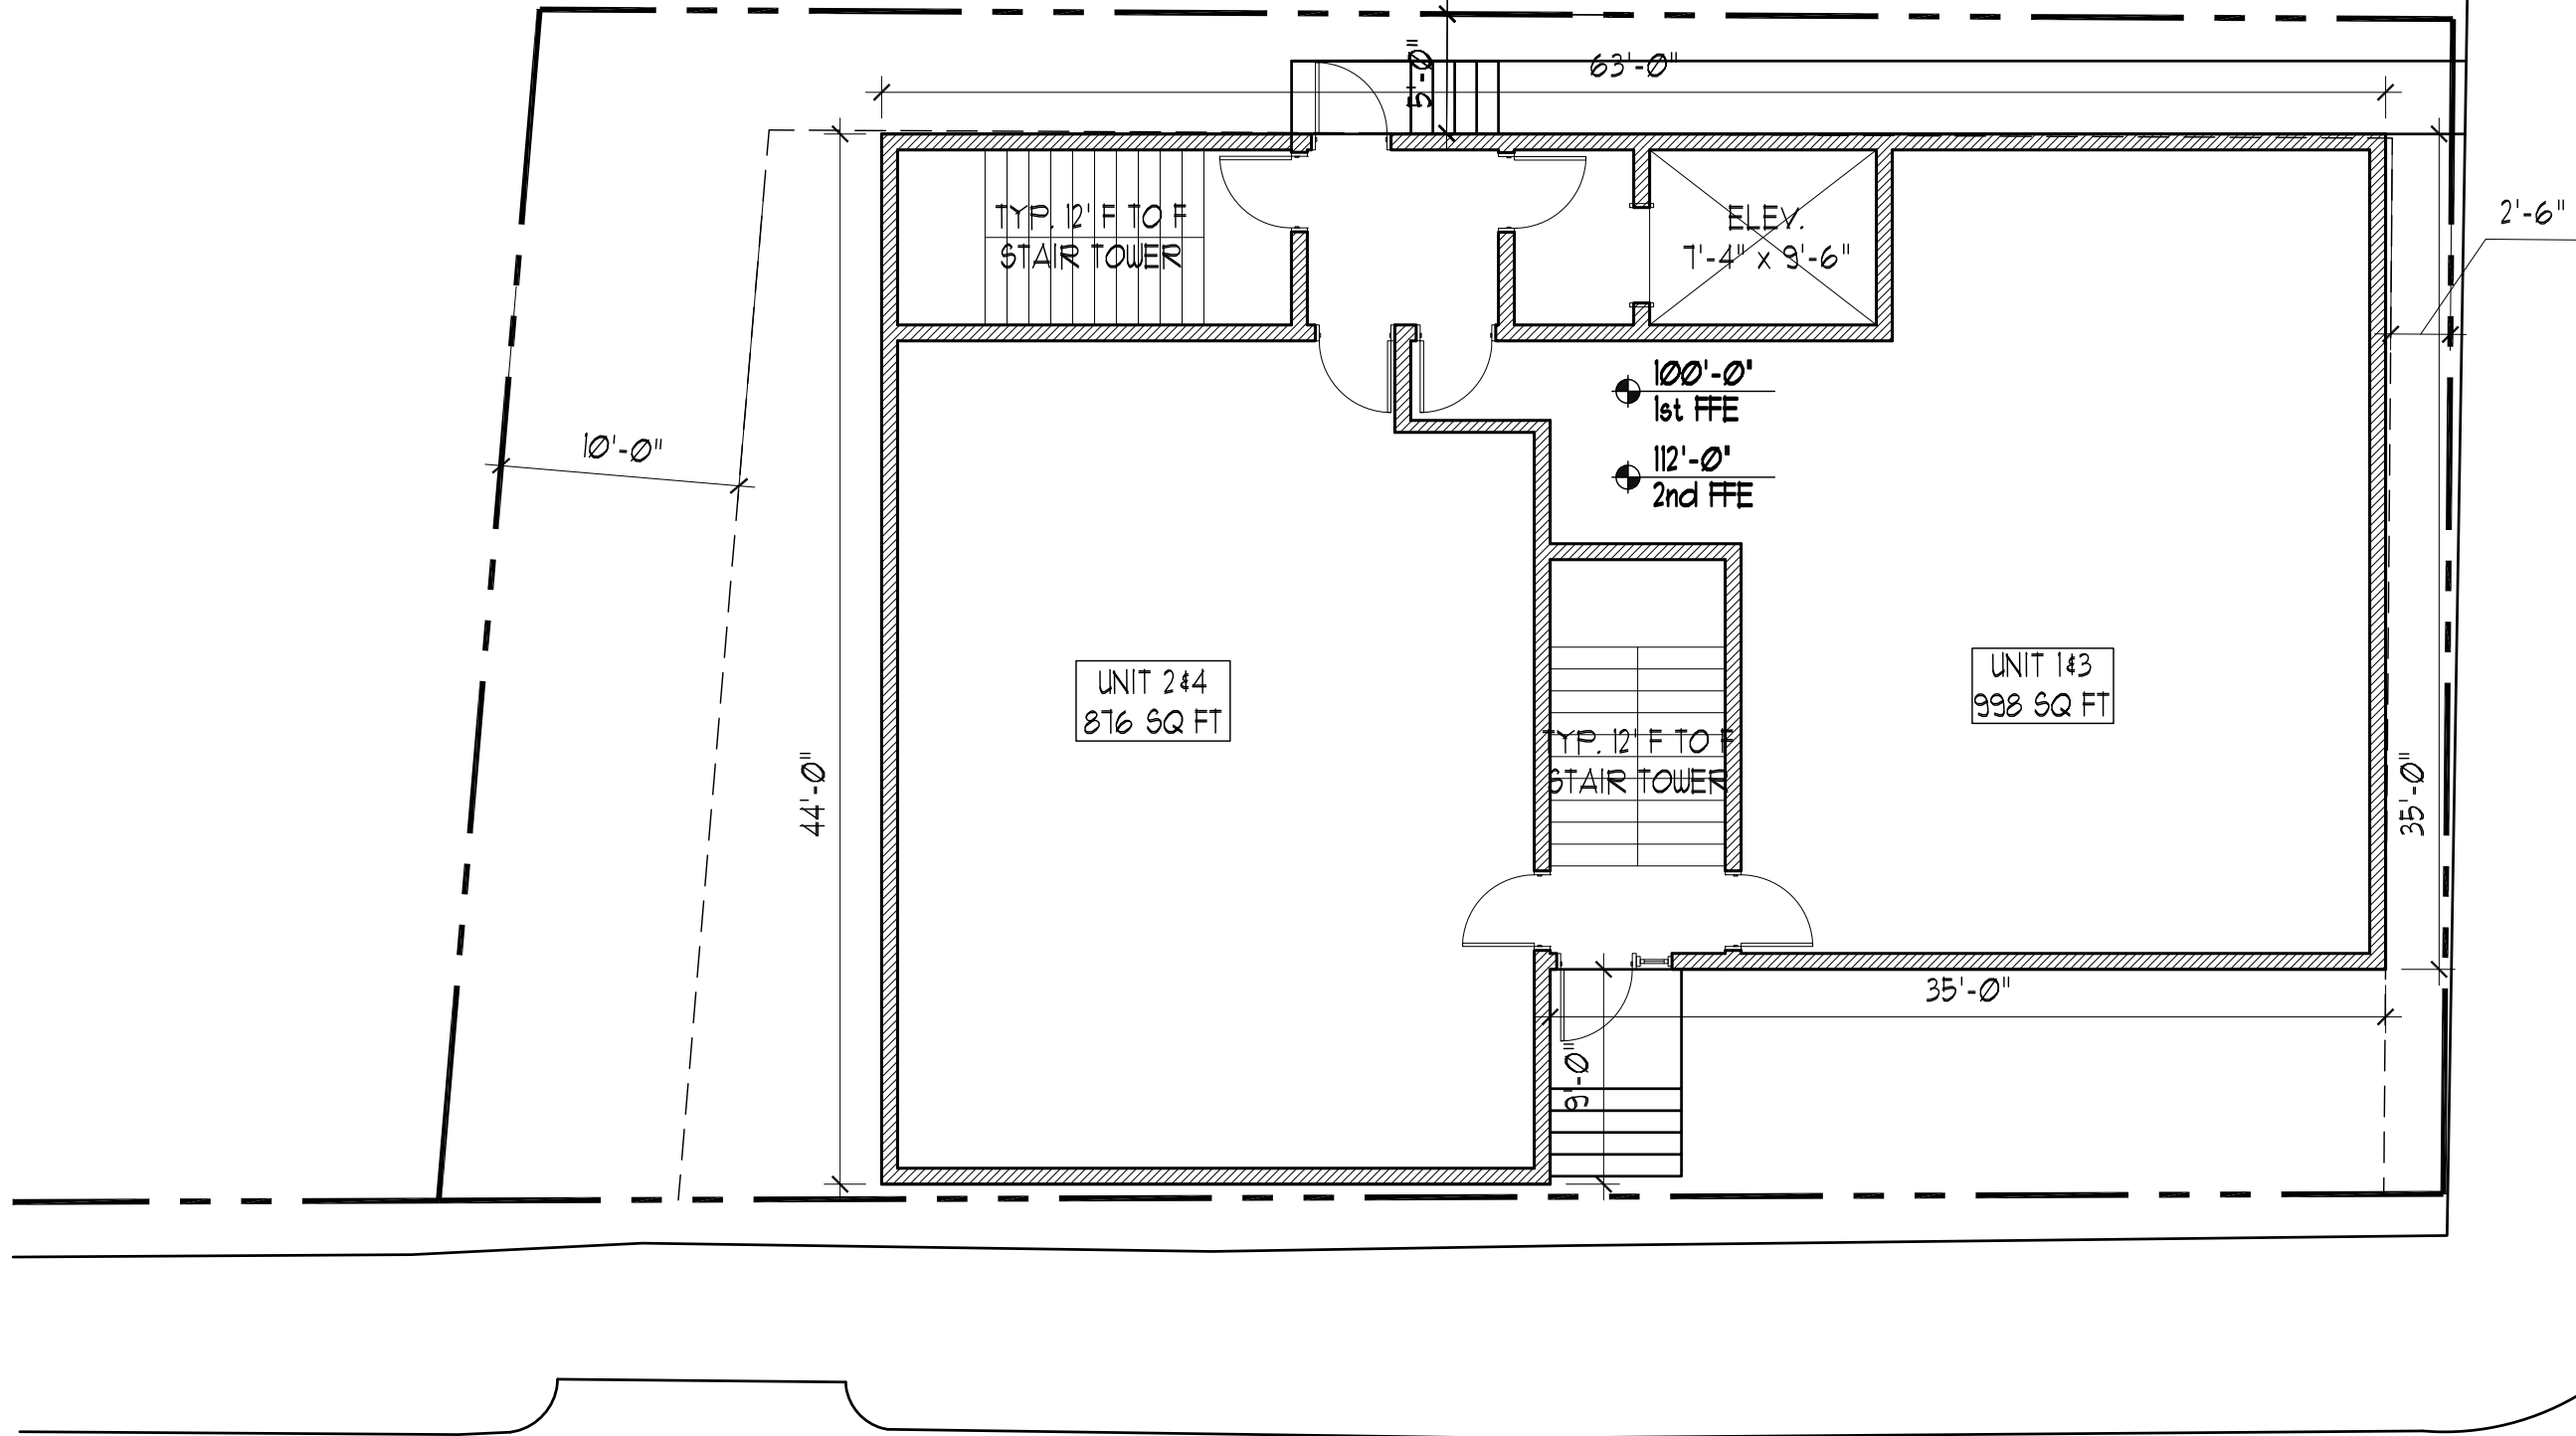 5'-0"
63'-0"
TYP. 12' F TO F
STAIR TOWER
ELEV.
7'-4" x 9'-6"
2'-6"
100'-0"
1st FFE
112'-0"
2nd FFE
10'-0"
UNIT 2&4
876 SQ FT
UNIT 1&3
998 SQ FT
TYP. 12' F TO F
STAIR TOWER
44'-0"
35'-0"
35'-0"
9'-0"